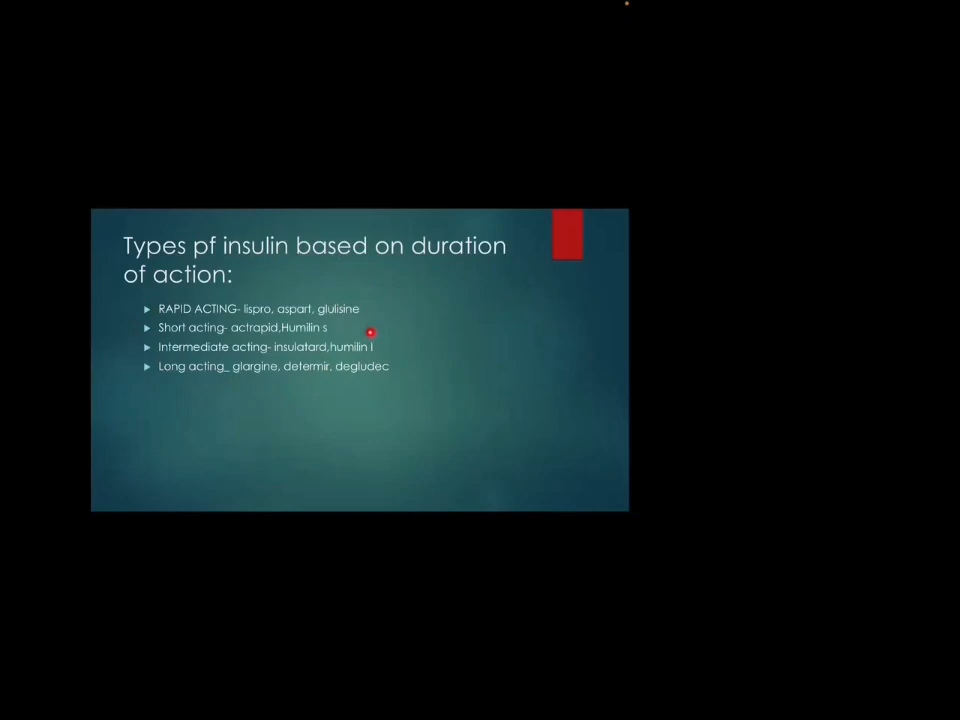 Types pf insulin based on duration
of action:
RAPID ACTING- lispro, aspart, glulisine
Short acting- actrapid,Humilin s
Intermediate acting- insulatard,humilin I
Long acting_ glargine, determir, degludec